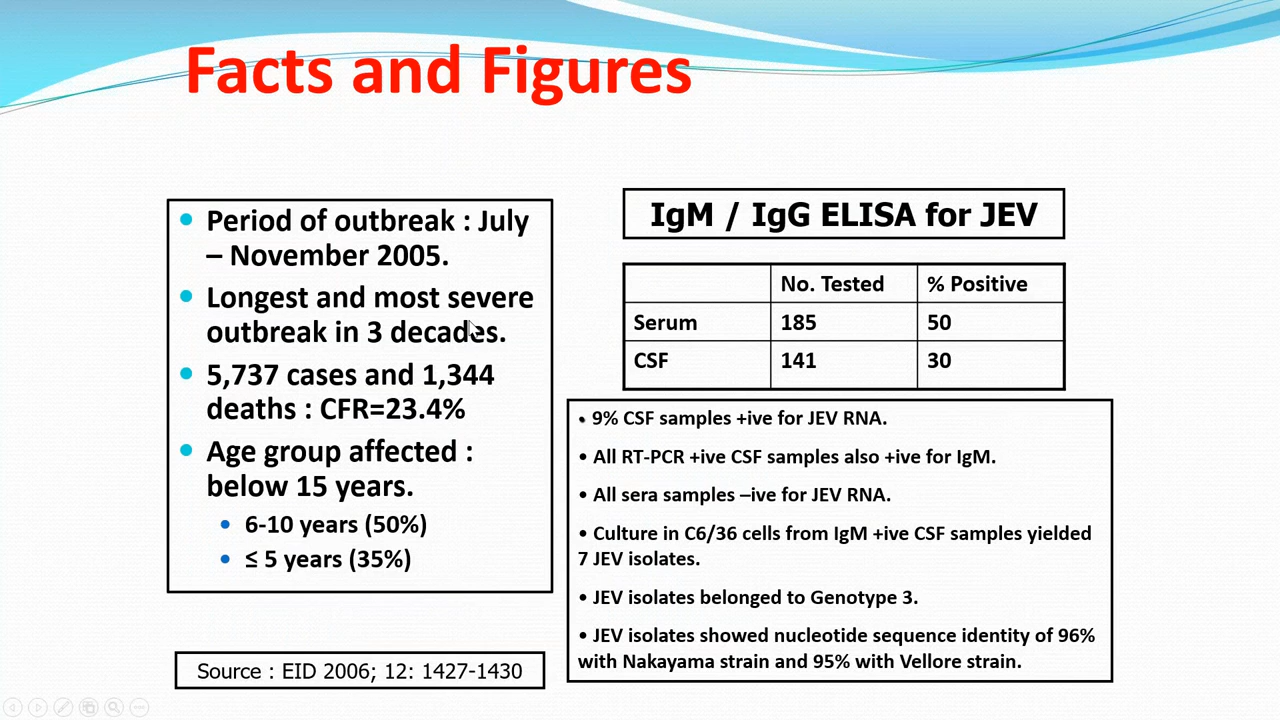 Facts and Figures
• Period of outbreak : July
– November 2005.
• Longest and most severe
outbreak in 3 decades.
• 5,737 cases and 1,344
deaths : CFR=23.4%
• Age group affected :
below 15 years.
• 6-10 years (50%)
• ≤ 5 years (35%)
Source : EID 2006; 12: 1427-1430
IgM / IgG ELISA for JEV
No. Tested % Positive
Serum 185 50
CSF 141 30
• 9% CSF samples +ive for JEV RNA.
• All RT-PCR +ive CSF samples also +ive for IgM.
• All sera samples –ive for JEV RNA.
• Culture in C6/36 cells from IgM +ive CSF samples yielded
7 JEV isolates.
• JEV isolates belonged to Genotype 3.
• JEV isolates showed nucleotide sequence identity of 96%
with Nakayama strain and 95% with Vellore strain.